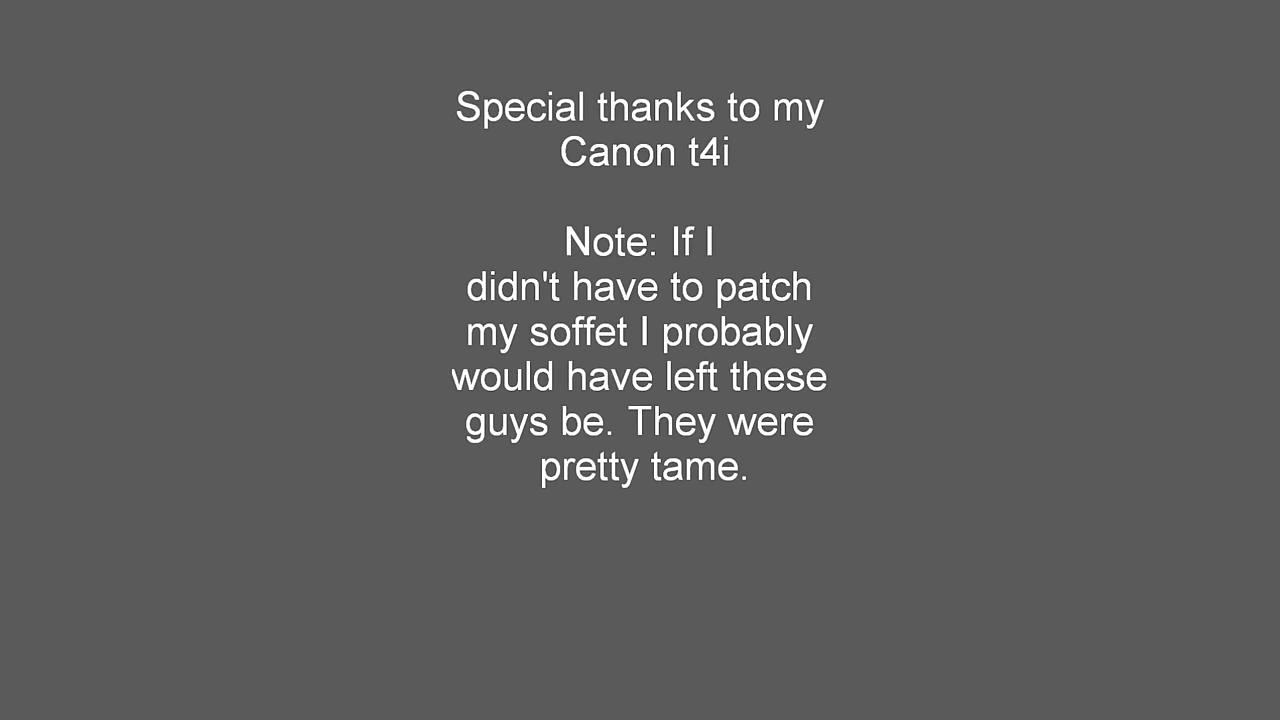 Special thanks to my
Canon t4i
Note: If I
didn't have to patch
my soffet I probably
would have left these
guys be. They were
pretty tame.